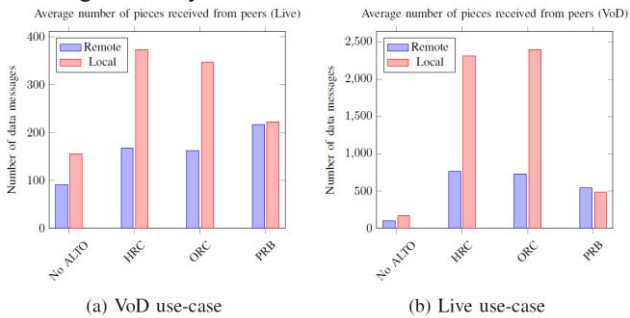 Average number of pieces received from peers (Live)
Number of data messages
400
300
200
100
0
Remote
Local
No ALTO
HRC
ORC
PRB
(a) VoD use-case
Average number of pieces received from peers (VoD)
Number of data messages
2,500
2,000
1,500
1,000
500
0
Remote
Local
No ALTO
HRC
ORC
PRB
(b) Live use-case